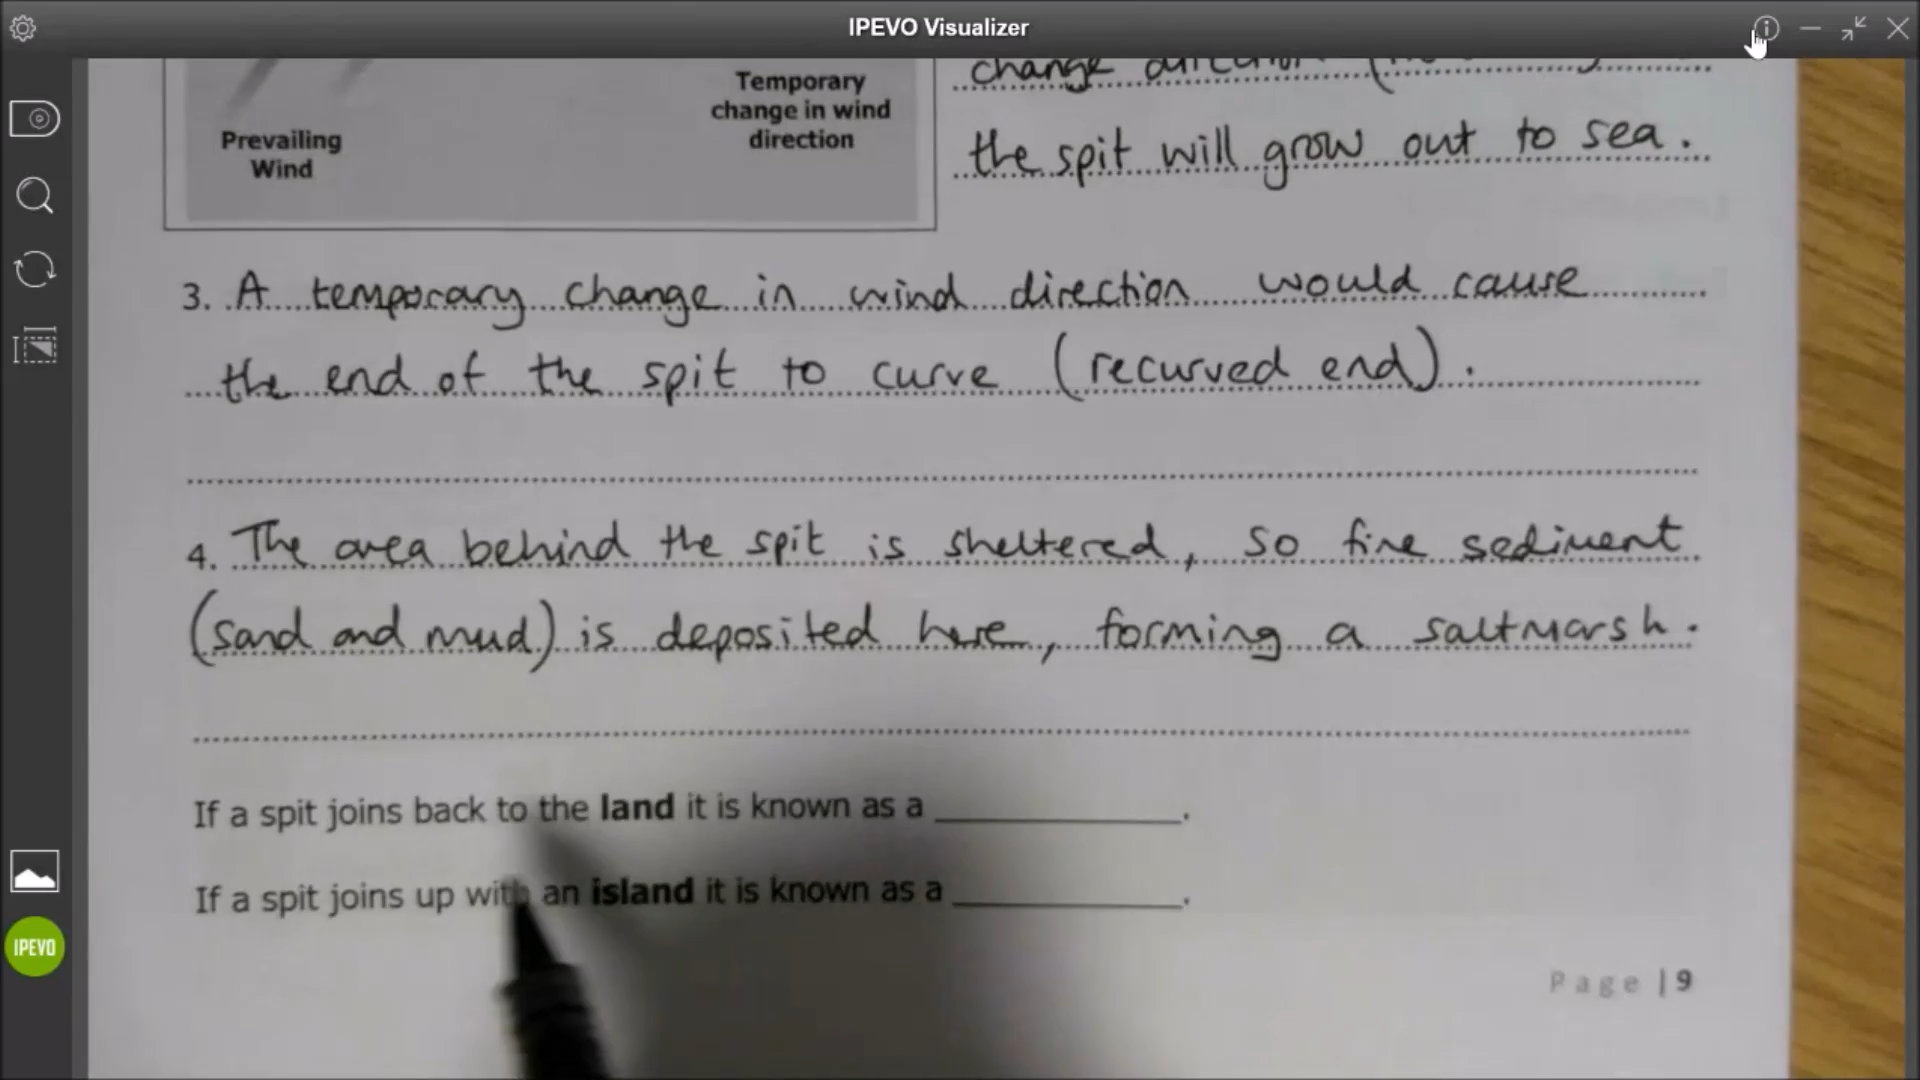 IPEVO Visualizer
Temporary
change in wind
direction
Prevailing
Wind
change direction
the spit will grow out to sea.
3. A temporary change in wind direction would cause
the end of the spit to curve (recurved end).
4. The area behind the spit is sheltered, so fine sediment
(sand and mud) is deposited here, forming a saltmarsh.
If a spit joins back to the land it is known as a ____________.
If a spit joins up with an island it is known as a ____________.
IPEVO
Page | 9